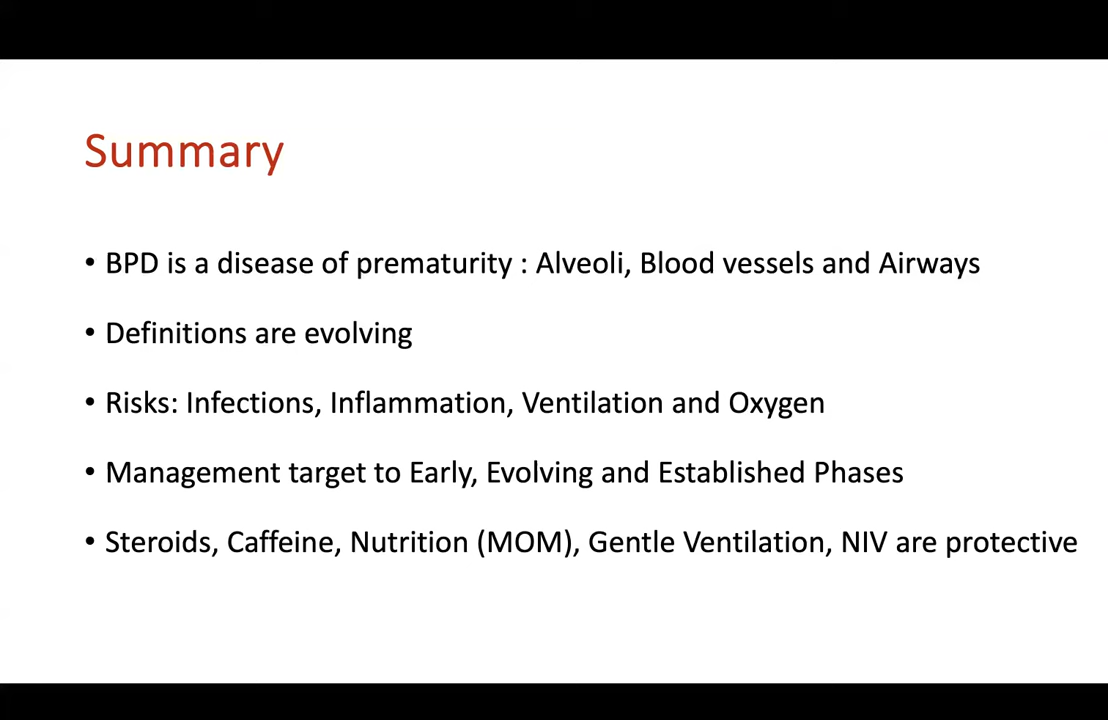 Summary
• BPD is a disease of prematurity : Alveoli, Blood vessels and Airways
• Definitions are evolving
• Risks: Infections, Inflammation, Ventilation and Oxygen
• Management target to Early, Evolving and Established Phases
• Steroids, Caffeine, Nutrition (MOM), Gentle Ventilation, NIV are protective